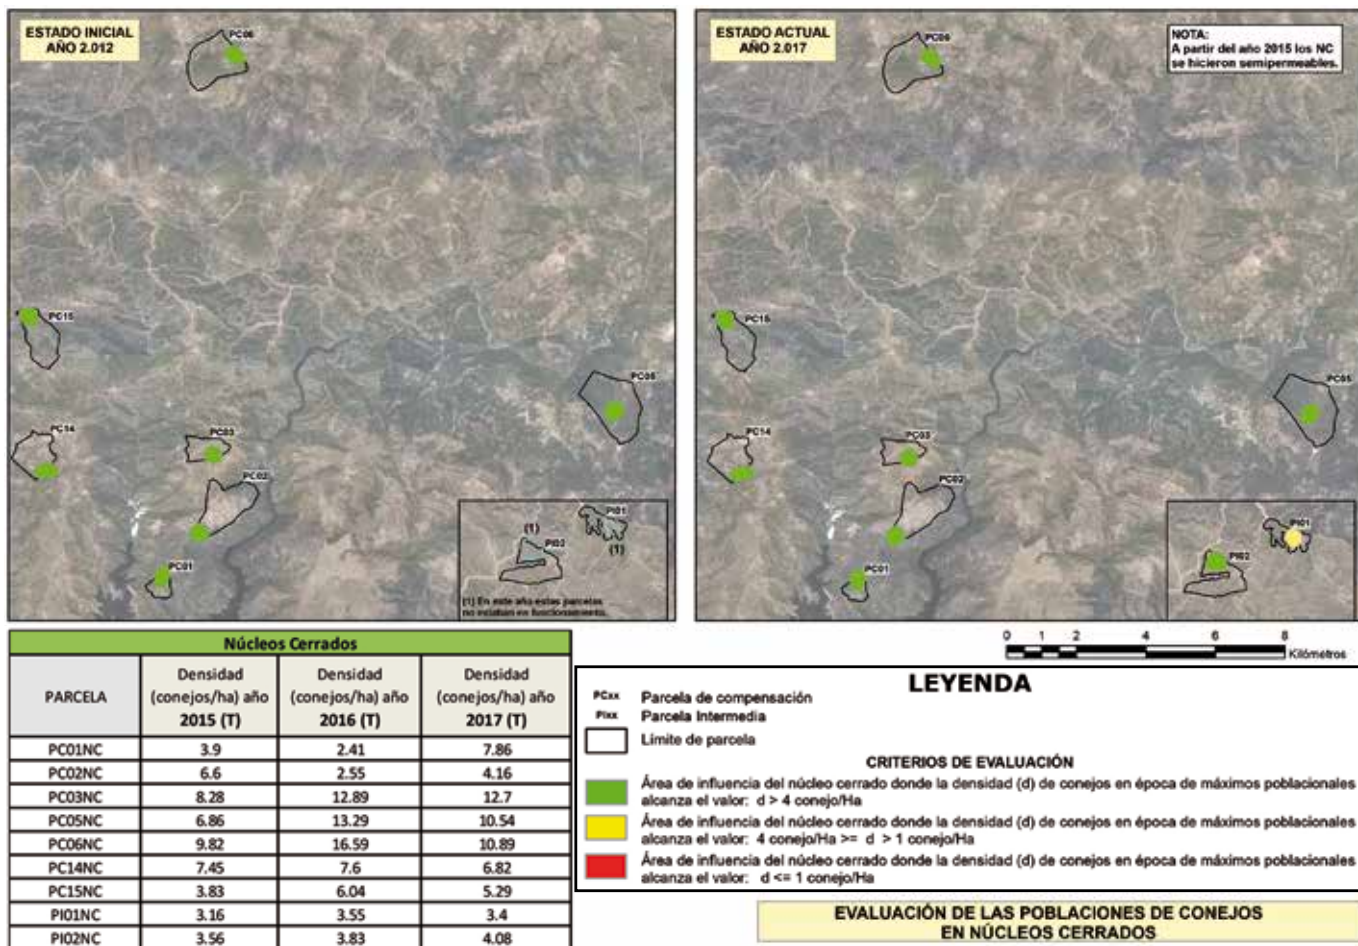 ESTADO INICIAL
AÑO 2.012
PC06
PC15
PC05
PC14
PC03
PC02
PC01
PI01
(1)
PI02
(1)
(1) En este año estas parcelas
no estaban en funcionamiento.
ESTADO ACTUAL
AÑO 2.017
NOTA:
A partir del año 2015 los NC
se hicieron semipermeables.
PC06
PC15
PC05
PC14
PC03
PC02
PC01
PI01
PI02
0 1 2 4 6 8
Kilómetros
Núcleos Cerrados
PARCELA Densidad (conejos/ha) año 2015 (T) Densidad (conejos/ha) año 2016 (T) Densidad (conejos/ha) año 2017 (T)
PC01NC 3.9 2.41 7.86
PC02NC 6.6 2.55 4.16
PC03NC 8.28 12.89 12.7
PC05NC 6.86 13.29 10.54
PC06NC 9.82 16.59 10.89
PC14NC 7.45 7.6 6.82
PC15NC 3.83 6.04 5.29
PI01NC 3.16 3.55 3.4
PI02NC 3.56 3.83 4.08
LEYENDA
PCxx Parcela de compensación
PIxx Parcela Intermedia
Límite de parcela
CRITERIOS DE EVALUACIÓN
Área de influencia del núcleo cerrado donde la densidad (d) de conejos en época de máximos poblacionales
alcanza el valor: d > 4 conejo/Ha
Área de influencia del núcleo cerrado donde la densidad (d) de conejos en época de máximos poblacionales
alcanza el valor: 4 conejo/Ha >= d > 1 conejo/Ha
Área de influencia del núcleo cerrado donde la densidad (d) de conejos en época de máximos poblacionales
alcanza el valor: d <= 1 conejo/Ha
EVALUACIÓN DE LAS POBLACIONES DE CONEJOS
EN NÚCLEOS CERRADOS